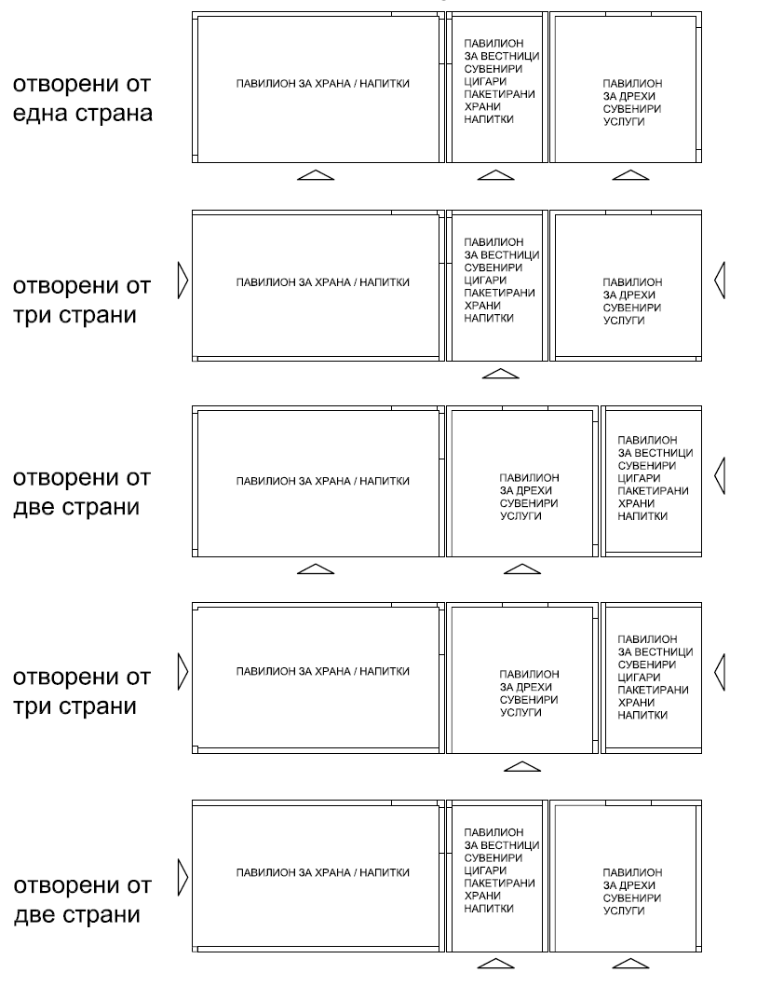 отворени от
една страна
ПАВИЛИОН ЗА ХРАНА / НАПИТКИ
ПАВИЛИОН
ЗА ВЕСТНИЦИ
СУВЕНИРИ
ЦИГАРИ
ПАКЕТИРАНИ
ХРАНИ
НАПИТКИ
ПАВИЛИОН
ЗА ДРЕХИ
СУВЕНИРИ
УСЛУГИ
отворени от
три страни
ПАВИЛИОН ЗА ХРАНА / НАПИТКИ
ПАВИЛИОН
ЗА ВЕСТНИЦИ
СУВЕНИРИ
ЦИГАРИ
ПАКЕТИРАНИ
ХРАНИ
НАПИТКИ
ПАВИЛИОН
ЗА ДРЕХИ
СУВЕНИРИ
УСЛУГИ
отворени от
две страни
ПАВИЛИОН ЗА ХРАНА / НАПИТКИ
ПАВИЛИОН
ЗА ДРЕХИ
СУВЕНИРИ
УСЛУГИ
ПАВИЛИОН
ЗА ВЕСТНИЦИ
СУВЕНИРИ
ЦИГАРИ
ПАКЕТИРАНИ
ХРАНИ
НАПИТКИ
отворени от
три страни
ПАВИЛИОН ЗА ХРАНА / НАПИТКИ
ПАВИЛИОН
ЗА ДРЕХИ
СУВЕНИРИ
УСЛУГИ
ПАВИЛИОН
ЗА ВЕСТНИЦИ
СУВЕНИРИ
ЦИГАРИ
ПАКЕТИРАНИ
ХРАНИ
НАПИТКИ
отворени от
две страни
ПАВИЛИОН ЗА ХРАНА / НАПИТКИ
ПАВИЛИОН
ЗА ВЕСТНИЦИ
СУВЕНИРИ
ЦИГАРИ
ПАКЕТИРАНИ
ХРАНИ
НАПИТКИ
ПАВИЛИОН
ЗА ДРЕХИ
СУВЕНИРИ
УСЛУГИ